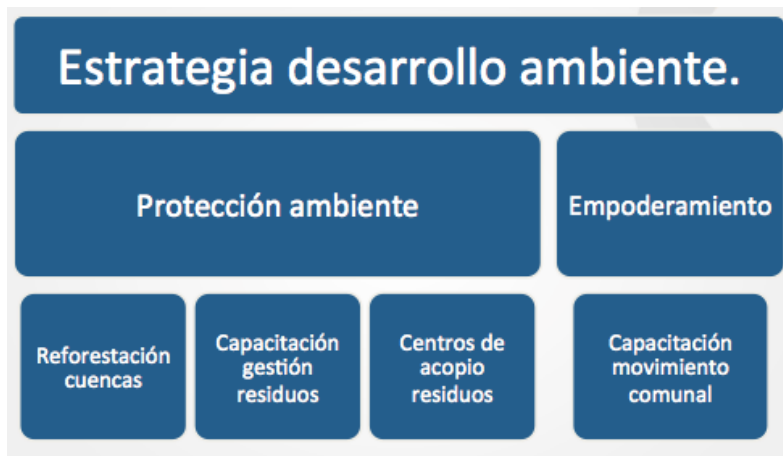 Estrategia desarrollo ambiente.
Protección ambiente
Empoderamiento
Reforestación
cuencas
Capacitación
gestión
residuos
Centros de
acopio
residuos
Capacitación
movimiento
comunal